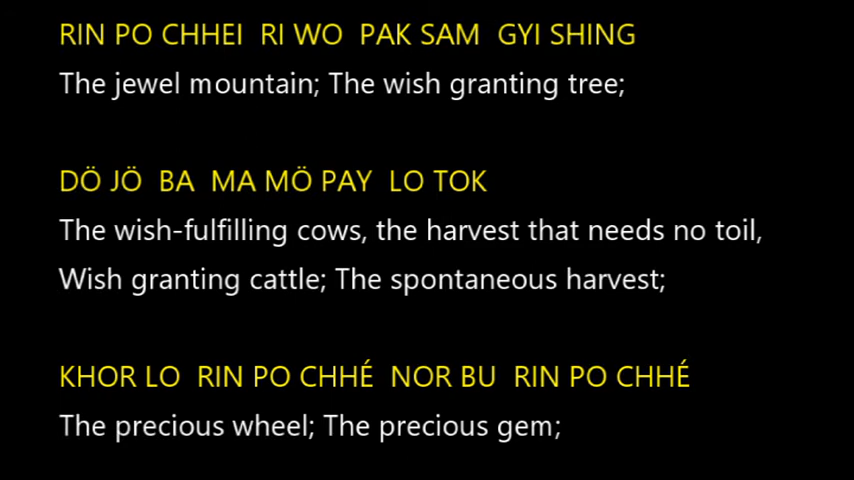 RIN PO CHHEI RI WO PAK SAM GYI SHING
The jewel mountain; The wish granting tree;
DÖ JÖ BA MA MÖ PAY LO TOK
The wish-fulfilling cows, the harvest that needs no toil,
Wish granting cattle; The spontaneous harvest;
KHOR LO RIN PO CHHÉ NOR BU RIN PO CHHÉ
The precious wheel; The precious gem;